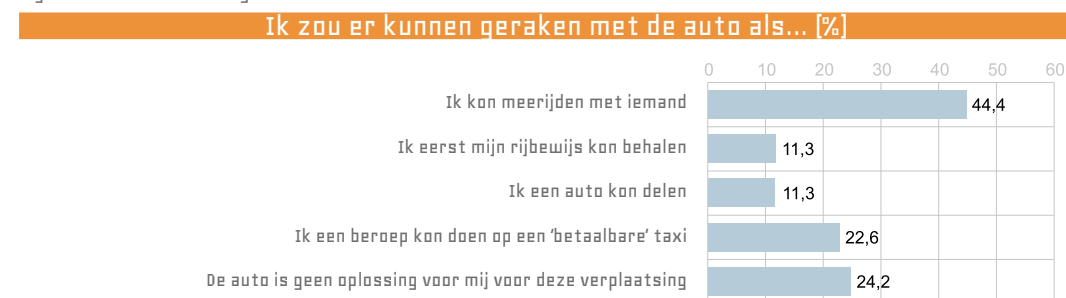 Ik zou er kunnen geraken met de auto als... [%]
0 10 20 30 40 50 60
Ik kon meerijden met iemand 44,4
Ik eerst mijn rijbewijs kon behalen 11,3
Ik een auto kon delen 11,3
Ik een beroep kon doen op een ‘betaalbare’ taxi 22,6
De auto is geen oplossing voor mij voor deze verplaatsing 24,2